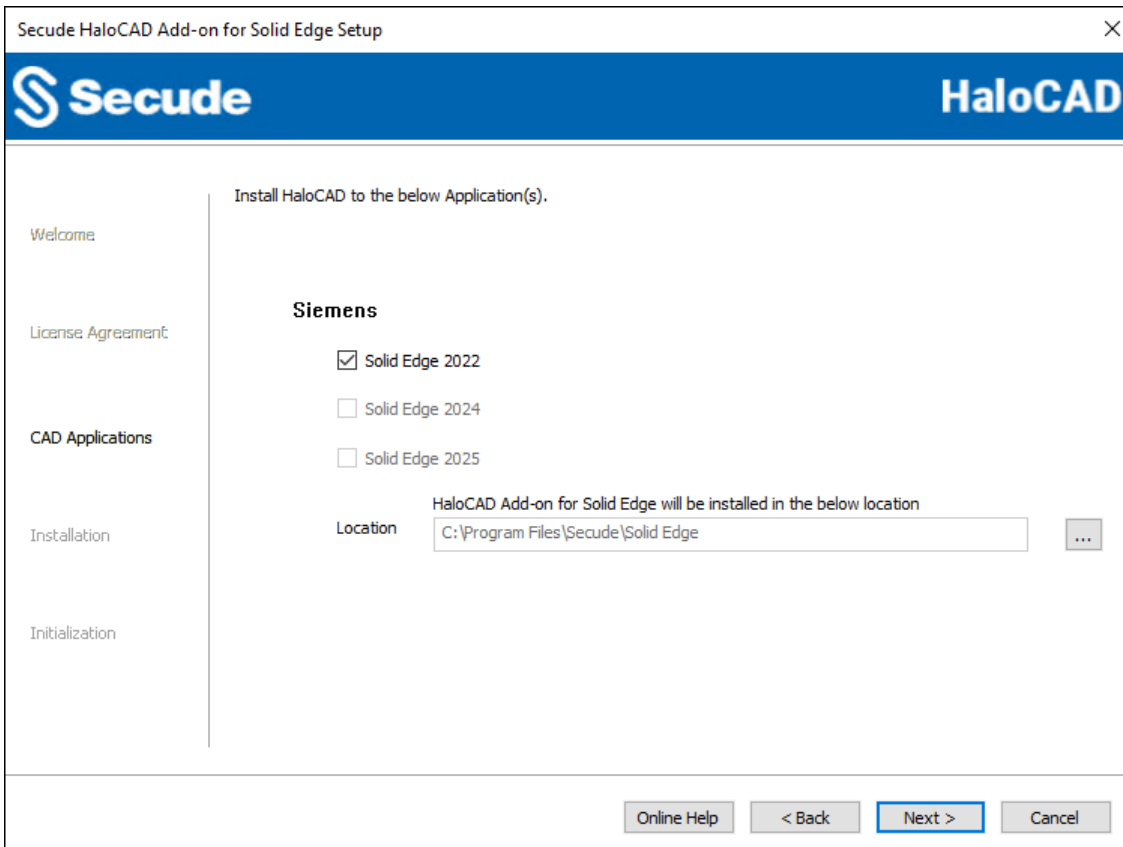 Secude HaloCAD Add-on for Solid Edge Setup
Secude HaloCAD
Install HaloCAD to the below Application(s).
Welcome
Siemens
License Agreement
Solid Edge 2022
Solid Edge 2024
CAD Applications
Solid Edge 2025
HaloCAD Add-on for Solid Edge will be installed in the below location
Location C:\Program Files\Secude\Solid Edge ...
Installation
Initialization
Online Help < Back Next > Cancel